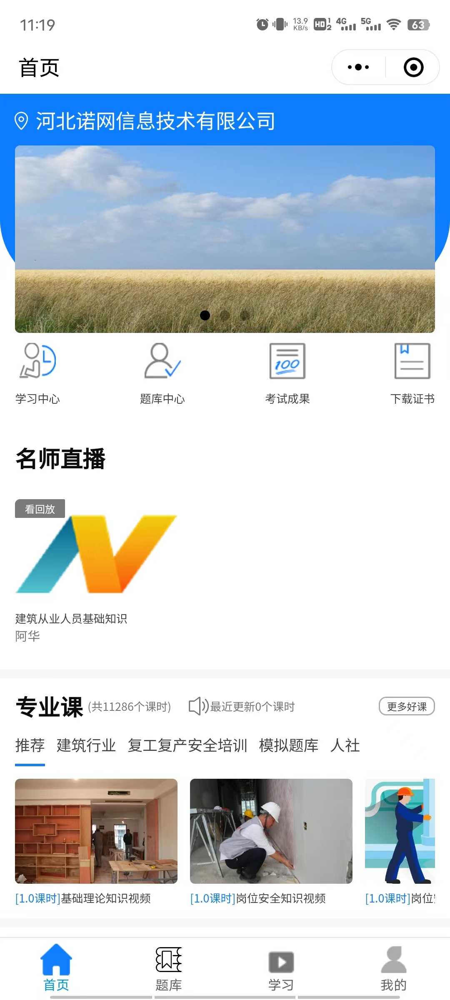 11:19
13.9 KB/s HD 1 2 4G 5G 63
首页
河北诺网信息技术有限公司
100
学习中心 题库中心 考试成果 下载证书
名师直播
看回放
建筑从业人员基础知识
阿华
专业课 (共11286个课时) 最近更新0个课时 更多好课
推荐 建筑行业 复工复产安全培训 模拟题库 人社
[1.0课时]基础理论知识视频 [1.0课时]岗位安全知识视频 [1.0课时]岗位
首页 题库 学习 我的